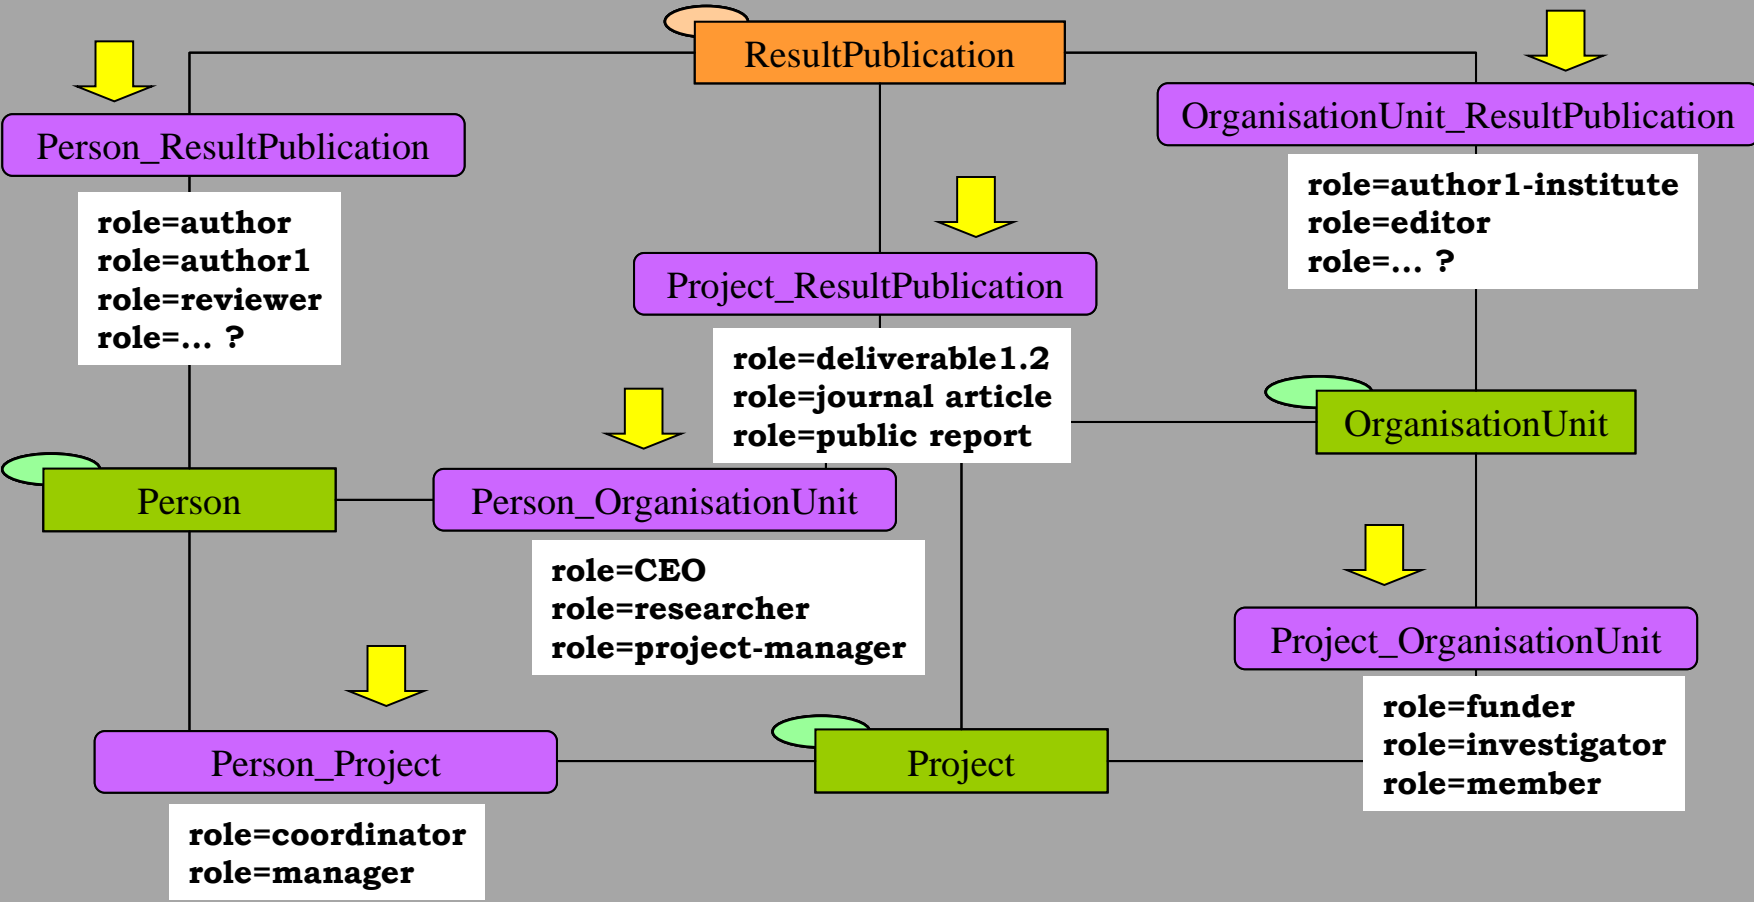 ResultPublication
Person_ResultPublication
OrganisationUnit_ResultPublication
role=author
role=author1
role=reviewer
role=... ?
role=author1-institute
role=editor
role=... ?
Project_ResultPublication
role=deliverable1.2
role=journal article
role=public report
OrganisationUnit
Person
Person_OrganisationUnit
role=CEO
role=researcher
role=project-manager
Project_OrganisationUnit
role=funder
role=investigator
role=member
Person_Project
Project
role=coordinator
role=manager